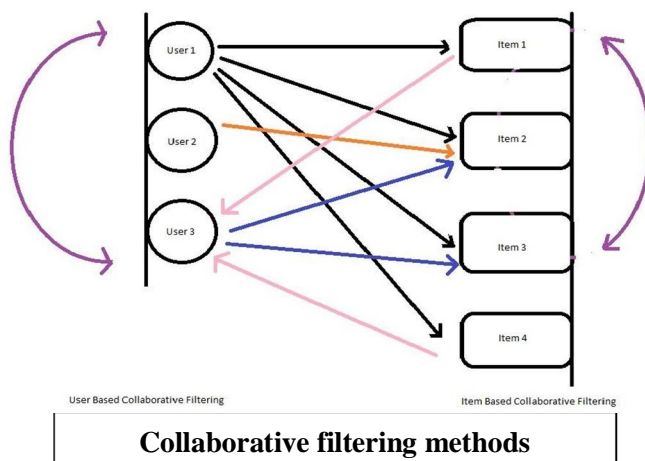 User 1
Item 1
User 2
Item 2
User 3
Item 3
Item 4
User Based Collaborative Filtering
Item Based Collaborative Filtering
Collaborative filtering methods